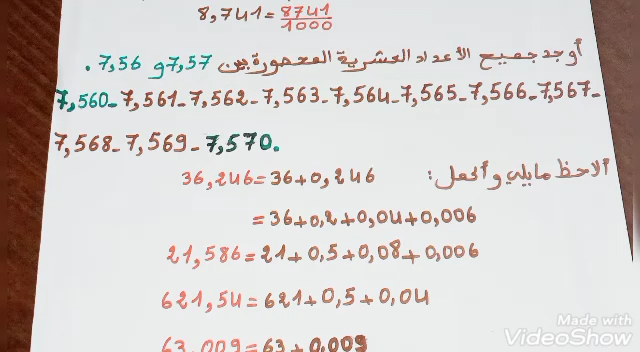 8,741=8741/1000
أوجد جميع الأعداد العشرية المحصورة بين 7,57 و 7,56 .
7,560-7,561-7,562-7,563-7,564-7,565-7,566-7,567-
7,568-7,569-7,570.
ألاحظ مايلي وأكمل:
36,246=36+0,246
=36+0,2+0,04+0,006
21,586=21+0,5+0,08+0,006
621,54=621+0,5+0,04
63,009=63+0,009
Made with
VideoShow